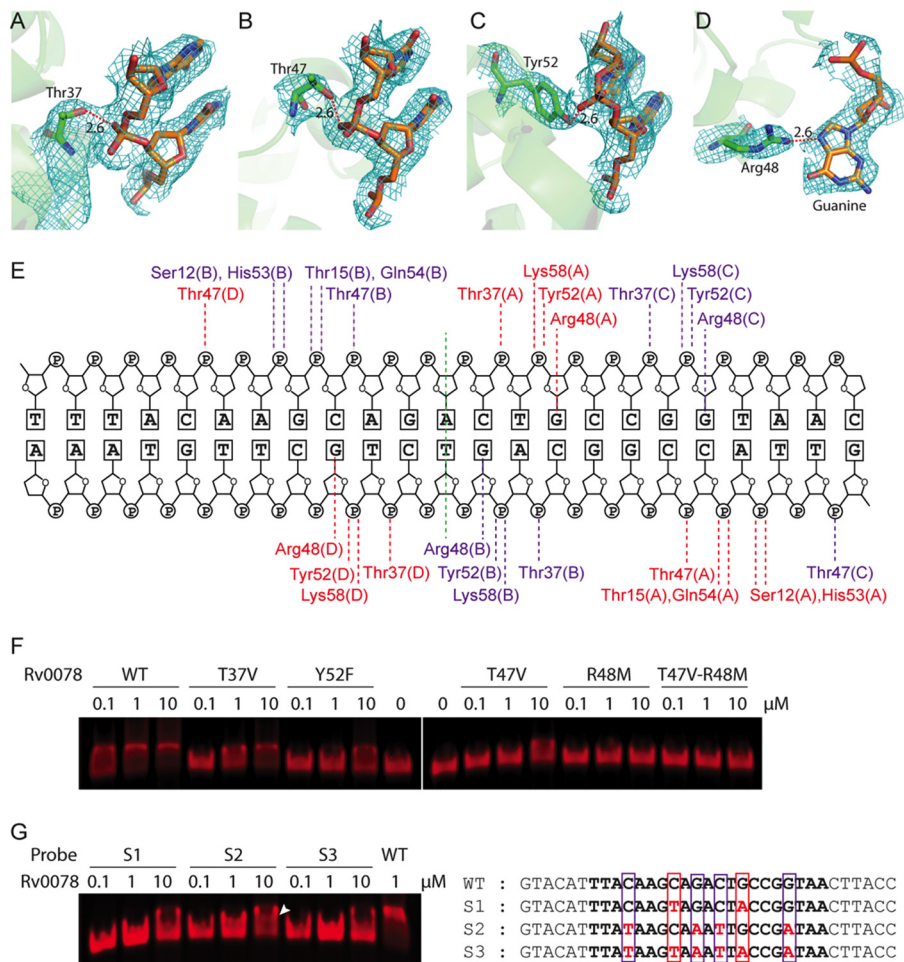 A
B
C
D
Thr37
2.6
Thr47
2.6
Tyr52
2.6
2.6
Arg48
Guanine
E
Ser12(B), His53(B)
Thr47(D)
Thr15(B), Gln54(B)
Thr47(B)
Thr37(A)
Lys58(A)
Tyr52(A)
Arg48(A)
Thr37(C)
Lys58(C)
Tyr52(C)
Arg48(C)
P P P P P P P P P P P P P P P P P P P P P P
T T T A C A A G C A G A C T G C C G G T A A C
A A A T G T T C G T C T G A C G G C C A T T G
P P P P P P P P P P P P P P P P P P P P P P
Arg48(D)
Tyr52(D)
Lys58(D)
Thr37(D)
Arg48(B)
Tyr52(B)
Lys58(B)
Thr37(B)
Thr47(A)
Thr15(A),Gln54(A)
Ser12(A),His53(A)
Thr47(C)
F
Rv0078 WT T37V Y52F T47V R48M T47V-R48M
0.1 1 10 0.1 1 10 0.1 1 10 0 0 0.1 1 10 0.1 1 10 0.1 1 10 μM
G
Probe S1 S2 S3 WT
Rv0078 0.1 1 10 0.1 1 10 0.1 1 10 1 μM
WT : GTACATTTACAAGCAGACTGCCGGTAACTTACC
S1 : GTACATTTACAAGTAGACTACCGGTAACTTACC
S2 : GTACATTTATAAGCAAATTGCCGATAACTTACC
S3 : GTACATTTATAAGTAAATTACCGATAACTTACC